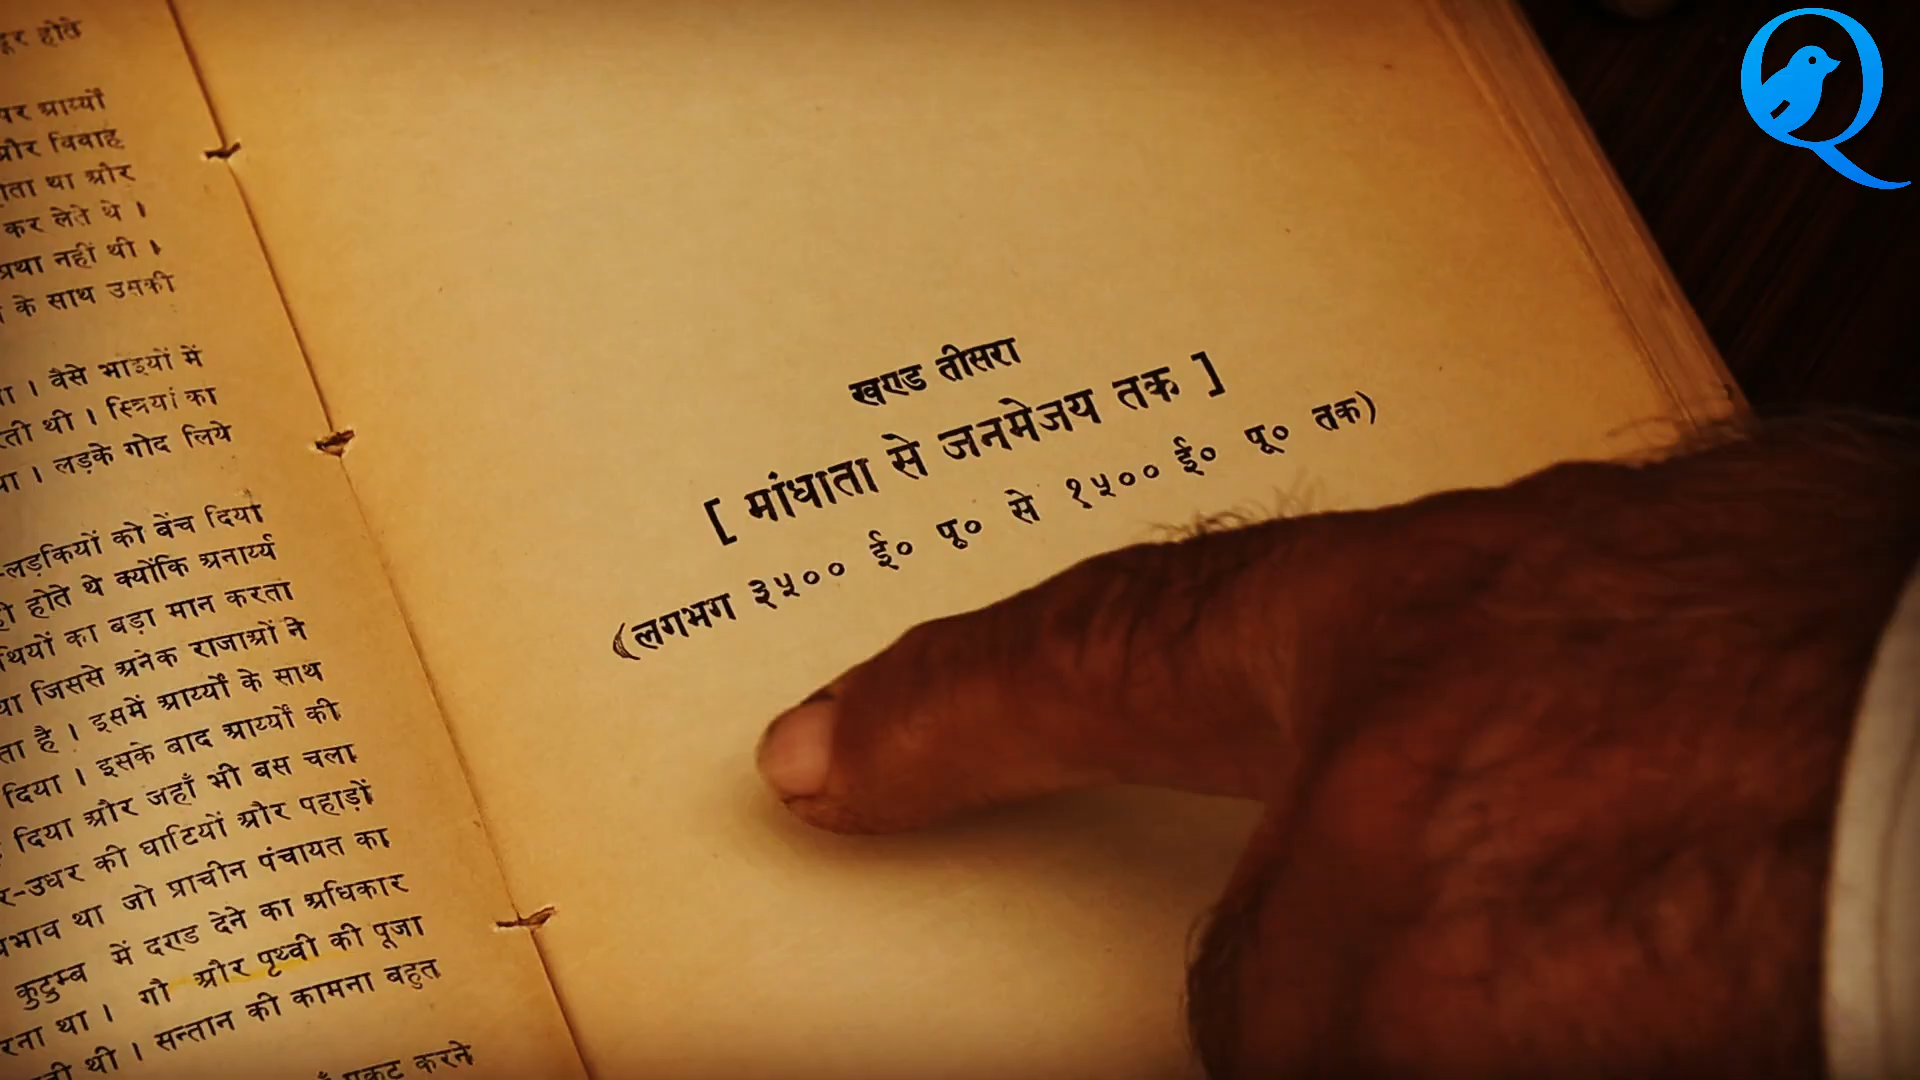 होते
पर आर्य्यों
और विवाह
था और
कर लेते थे ।
प्रथा नहीं थी ।
के साथ उसकी
। वैसे भाइयों में
थी । स्त्रियां का
। लड़के गोद लिये
-लड़कियों को बेंच दिया
होते थे क्योंकि अनार्य्य
का बड़ा मान करता
जिससे अनेक राजाओं ने
है । इसमें आर्य्यों के साथ
दिया । इसके बाद आर्य्यों की
दिया और जहाँ भी बस चला
-उधर की घाटियों और पहाड़ों
था जो प्राचीन पंचायत का
कुटुम्ब में दण्ड देने का अधिकार
था । गौ और पृथ्वी की पूजा
थी । सन्तान की कामना बहुत
प्रकट करने
खण्ड तीसरा
[ मांधाता से जनमेजय तक ]
(लगभग ३५०० ई० पू० से १५०० ई० पू० तक)